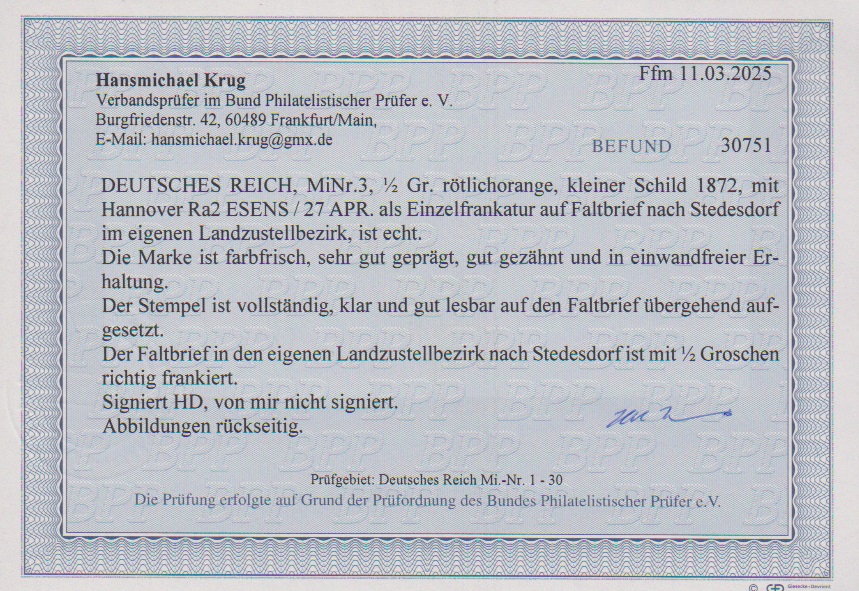 Hansmichael Krug
Ffm 11.03.2025
Verbandsprüfer im Bund Philatelistischer Prüfer e. V.
Burgfriedenstr. 42, 60489 Frankfurt/Main,
E-Mail: hansmichael.krug@gmx.de
BEFUND 30751
DEUTSCHES REICH, MiNr.3, ½ Gr. rötlichorange, kleiner Schild 1872, mit
Hannover Ra2 ESENS / 27 APR. als Einzelfrankatur auf Faltbrief nach Stedesdorf
im eigenen Landzustellbezirk, ist echt.
Die Marke ist farbfrisch, sehr gut geprägt, gut gezähnt und in einwandfreier Er-
haltung.
Der Stempel ist vollständig, klar und gut lesbar auf den Faltbrief übergehend auf-
gesetzt.
Der Faltbrief in den eigenen Landzustellbezirk nach Stedesdorf ist mit ½ Groschen
richtig frankiert.
Signiert HD, von mir nicht signiert.
Abbildungen rückseitig.
Prüfgebiet: Deutsches Reich Mi.-Nr. 1 - 30
Die Prüfung erfolgte auf Grund der Prüfordnung des Bundes Philatelistischer Prüfer e.V.
© Giesecke+Devrient